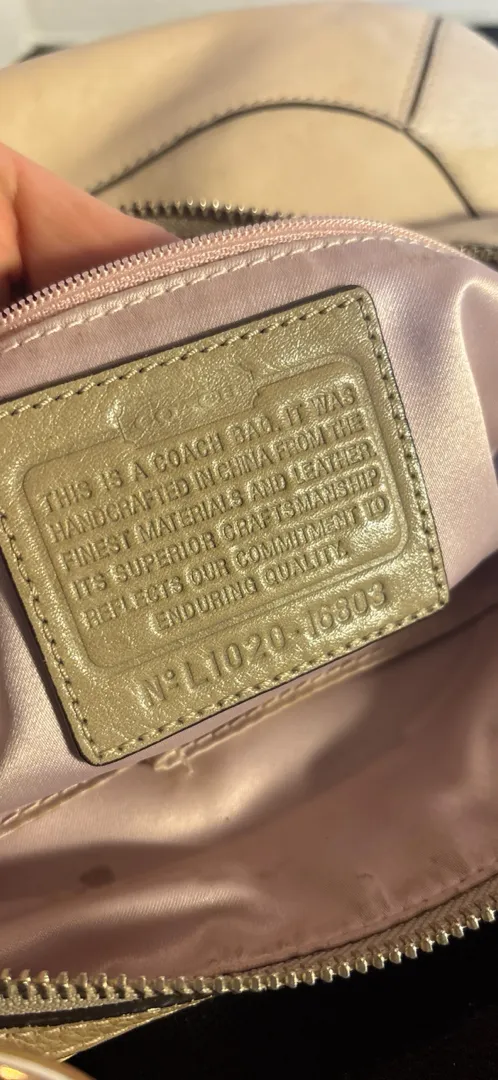 COACH
THIS IS A COACH BAG. IT WAS
HANDCRAFTED IN CHINA FROM THE
FINEST MATERIALS AND LEATHER.
ITS SUPERIOR CRAFTSMANSHIP
REFLECTS OUR COMMITMENT TO
ENDURING QUALITY.
Nº L1020-16803